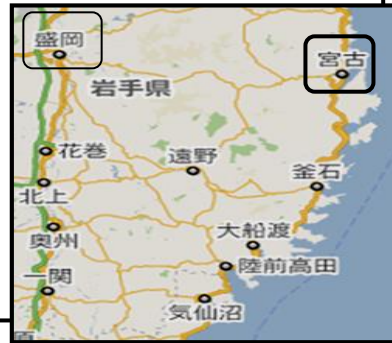 盛岡
宮古
岩手県
花巻
遠野
釜石
北上
大船渡
奥州
陸前高田
一関
気仙沼